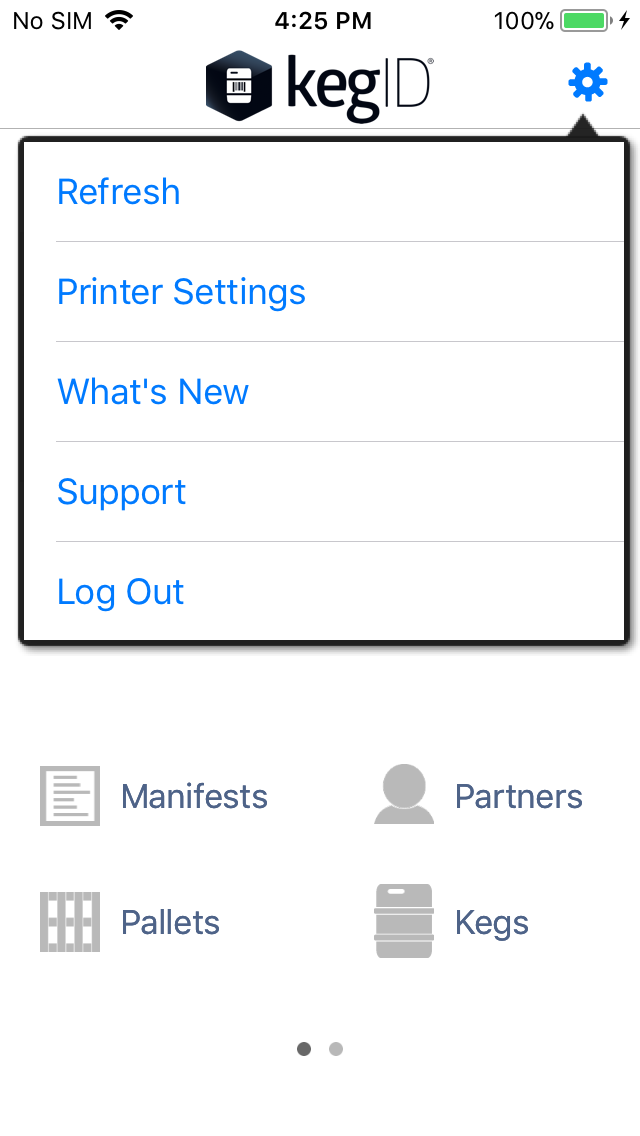 No SIM 4:25 PM 100%
kegID®
Refresh
Printer Settings
What's New
Support
Log Out
Manifests Partners
Pallets Kegs